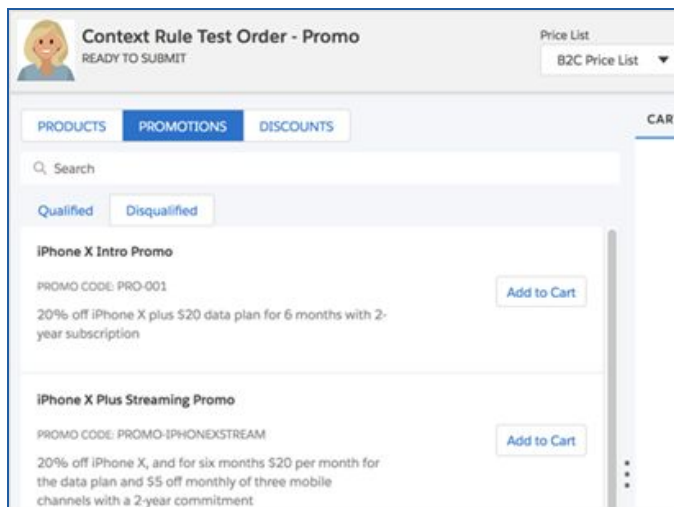 Context Rule Test Order - Promo
READY TO SUBMIT
Price List
B2C Price List
PRODUCTS
PROMOTIONS
DISCOUNTS
CAR
Search
Qualified
Disqualified
iPhone X Intro Promo
PROMO CODE: PRO-001
20% off iPhone X plus $20 data plan for 6 months with 2-
year subscription
Add to Cart
iPhone X Plus Streaming Promo
PROMO CODE: PROMO-IPHONEXSTREAM
20% off iPhone X, and for six months $20 per month for
the data plan and $5 off monthly of three mobile
channels with a 2-year commitment
Add to Cart